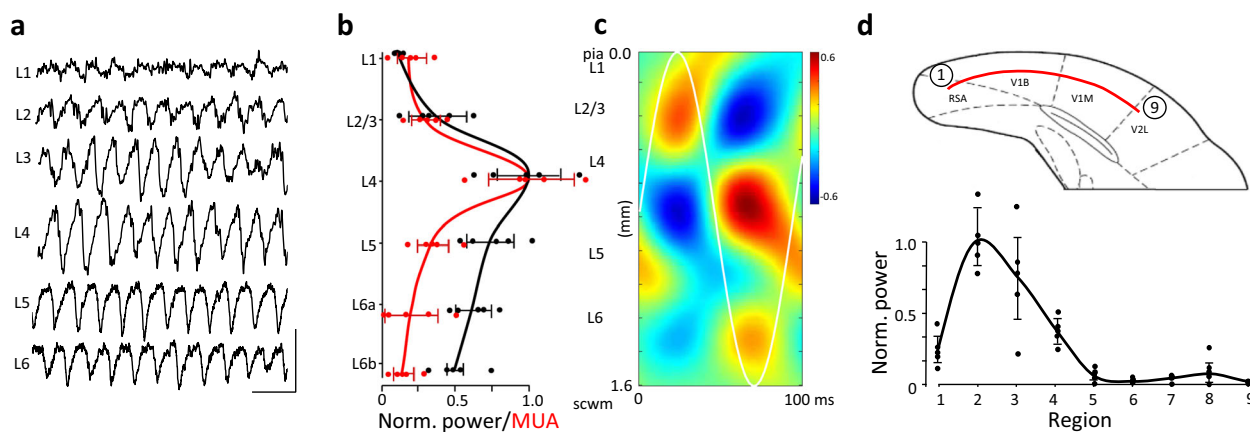 a
L1
L2
L3
L4
L5
L6
b
L1
L2/3
L4
L5
L6a
L6b
0
0.5
1.0
Norm. power/MUA
c
pia 0.0
L1
L2/3
L4
(mm)
L5
L6
1.6
scwm
0
100 ms
0.6
-0.6
d
1
RSA
V1B
V1M
9
V2L
1.0
0.5
0
Norm. power
1 2 3 4 5 6 7 8 9
Region